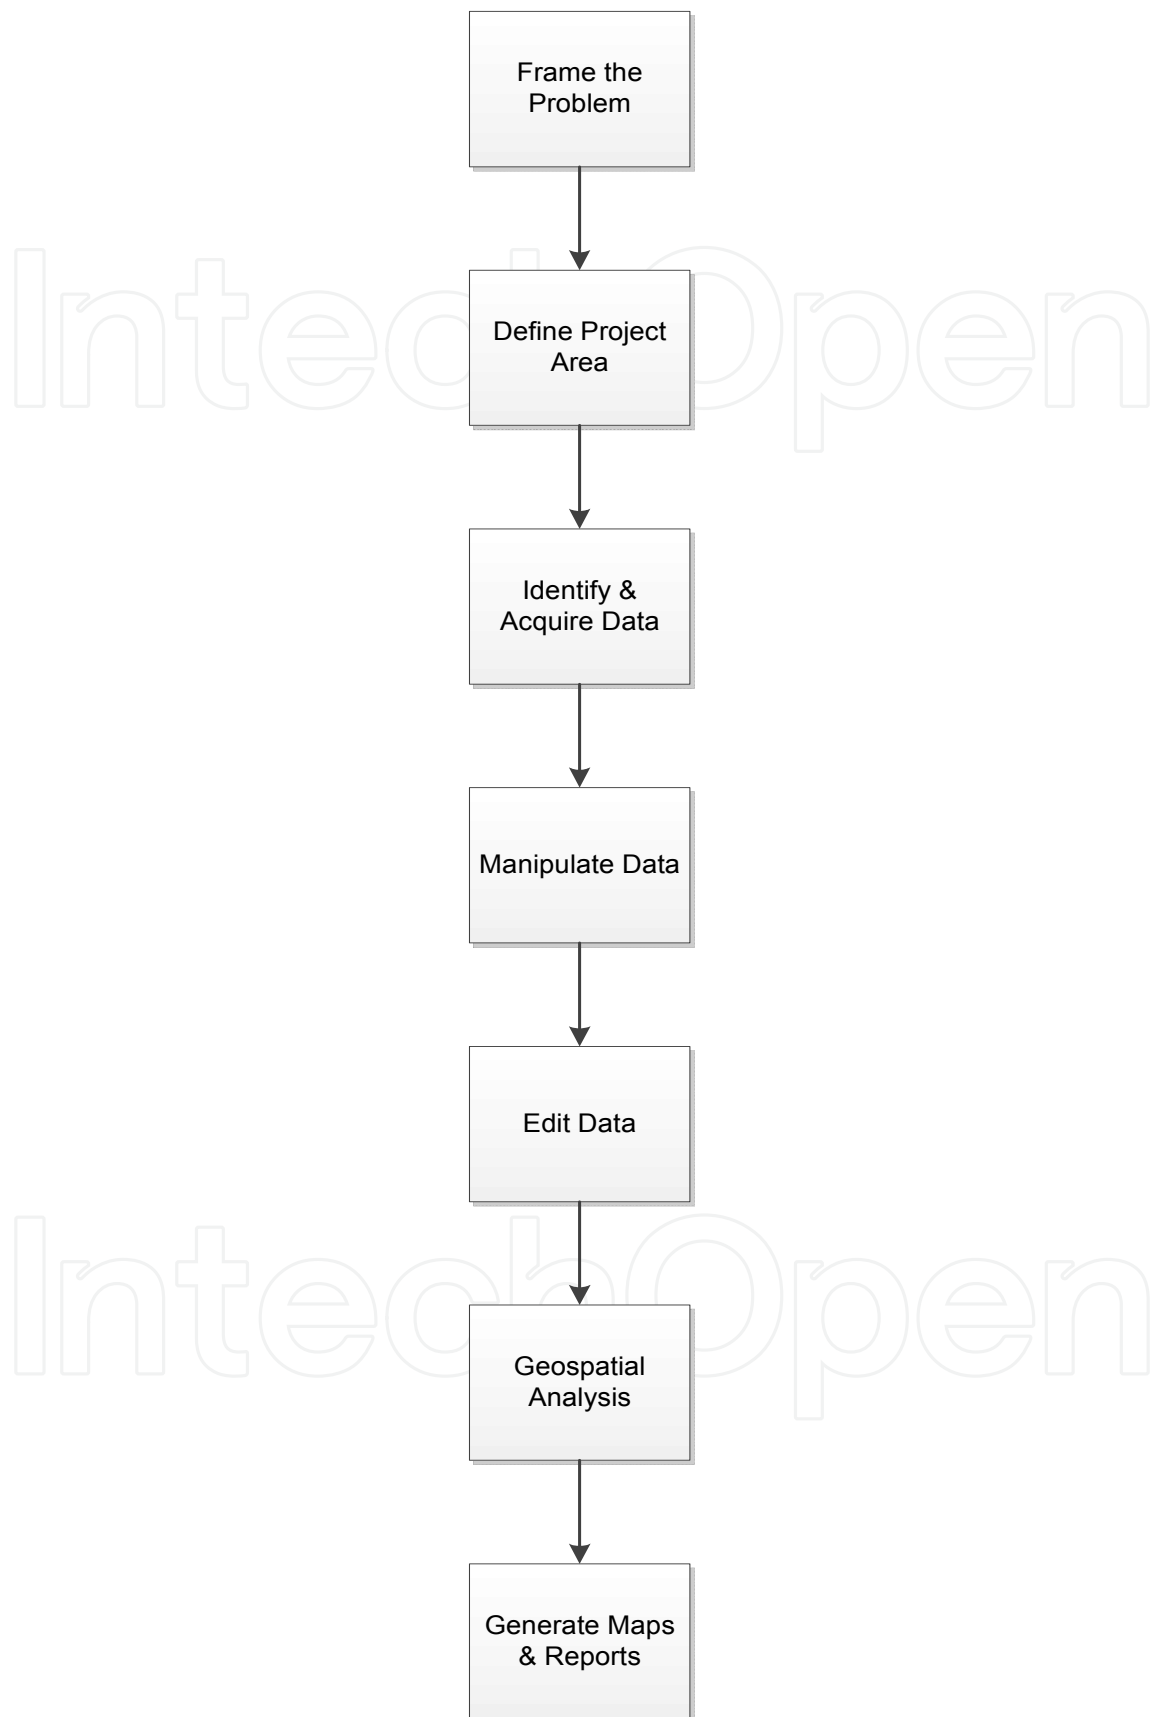 Frame the
Problem
IntechOpen
Define Project
Area
Identify &
Acquire Data
Manipulate Data
Edit Data
IntechOpen
Geospatial
Analysis
Generate Maps
& Reports